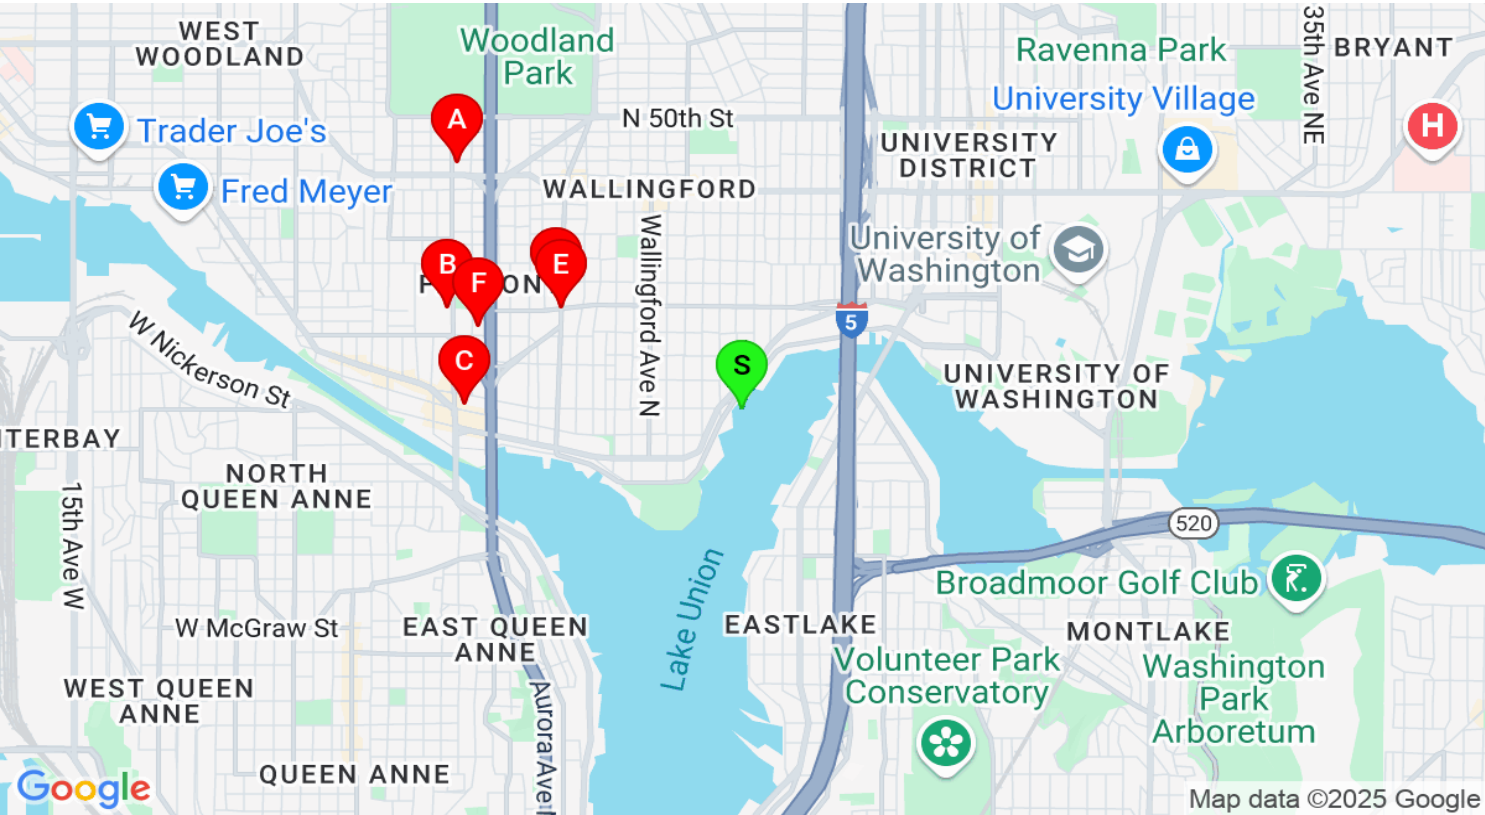 WEST
WOODLAND
Woodland
Park
Ravenna Park
35th Ave NE
BRYANT
University Village
A
N 50th St
Trader Joe's
UNIVERSITY
DISTRICT
H
Fred Meyer
WALLINGFORD
Wallingford Ave N
University of
Washington
B
E
F
ON
5
W Nickerson St
C
S
UNIVERSITY OF
WASHINGTON
TERBAY
NORTH
QUEEN ANNE
15th Ave W
520
Lake Union
Broadmoor Golf Club
W McGraw St
EAST QUEEN
ANNE
EASTLAKE
MONTLAKE
Volunteer Park
Conservatory
Washington
Park
Arboretum
WEST QUEEN
ANNE
Aurora Ave N
QUEEN ANNE
Google
Map data ©2025 Google